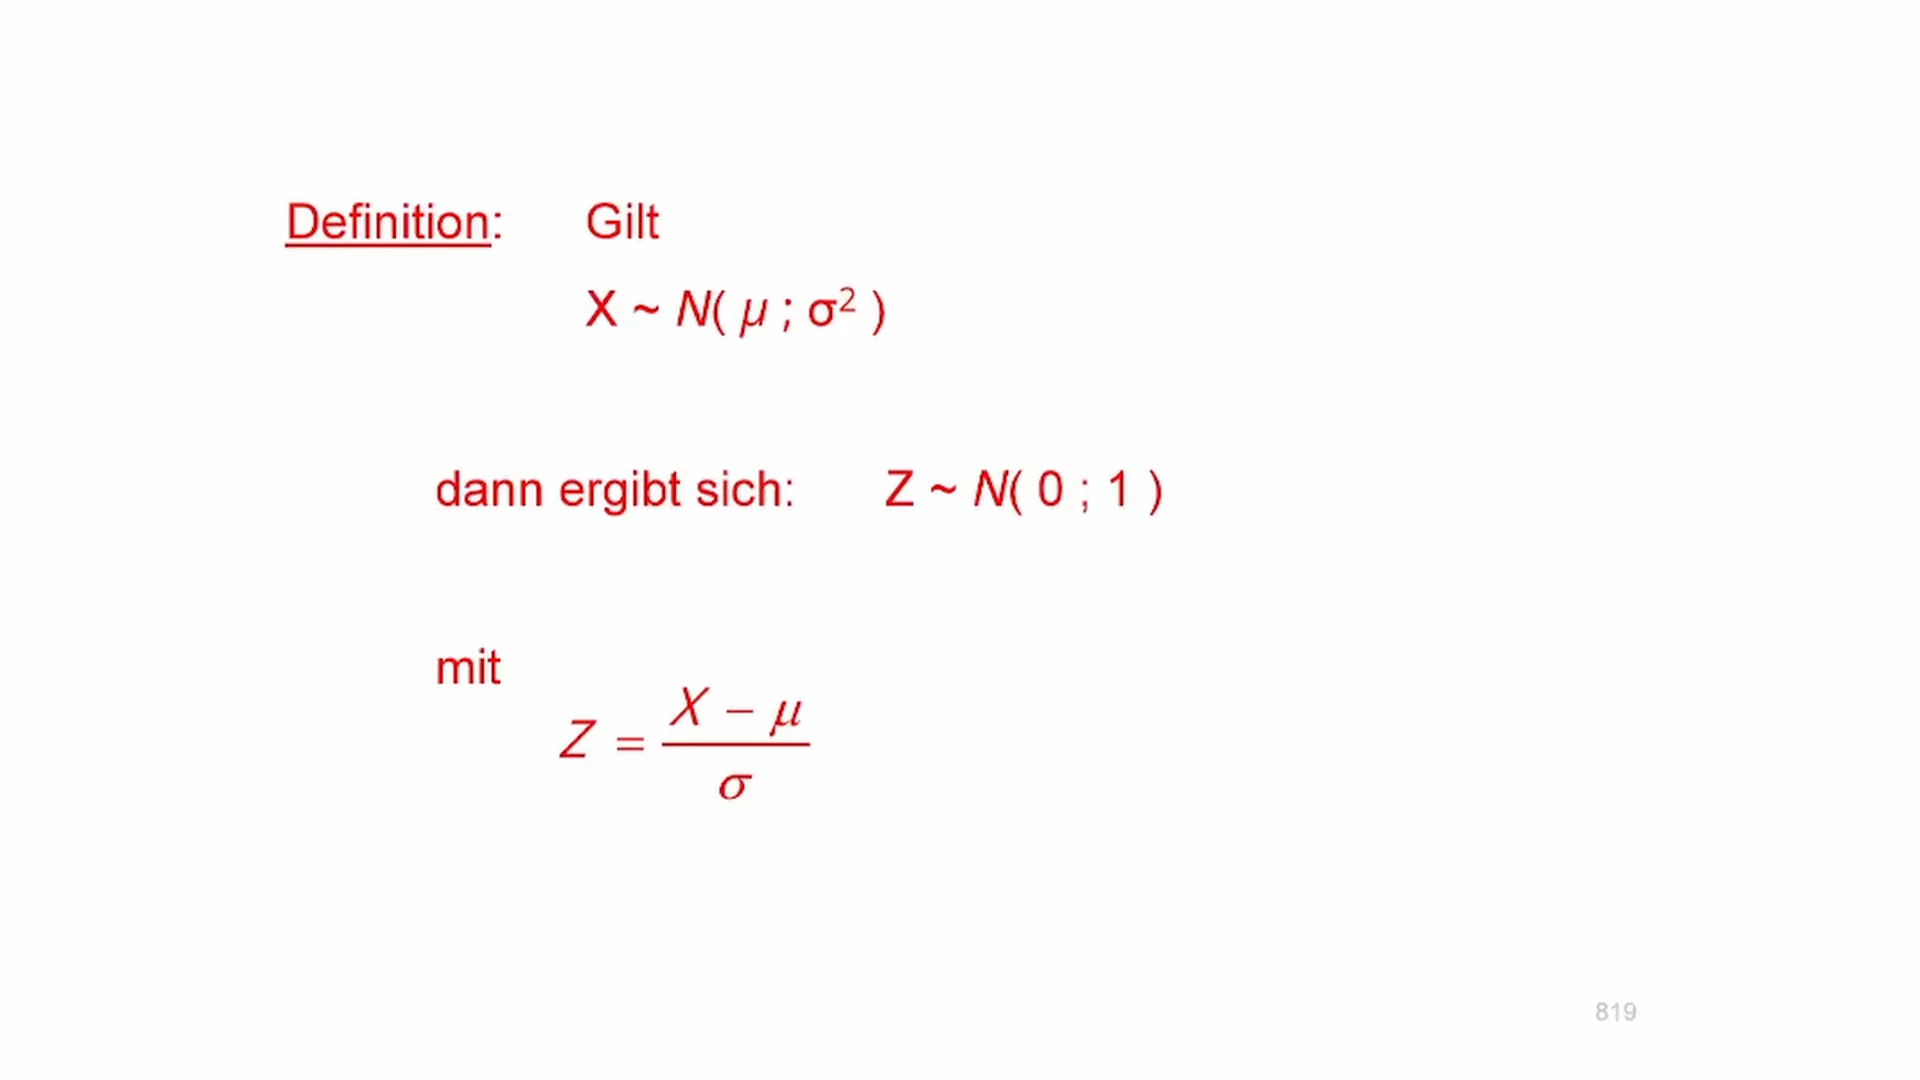 Definition: Gilt
X ~ N( μ ; σ² )
dann ergibt sich: Z ~ N( 0 ; 1 )
mit
Z = (X − μ) / σ
819